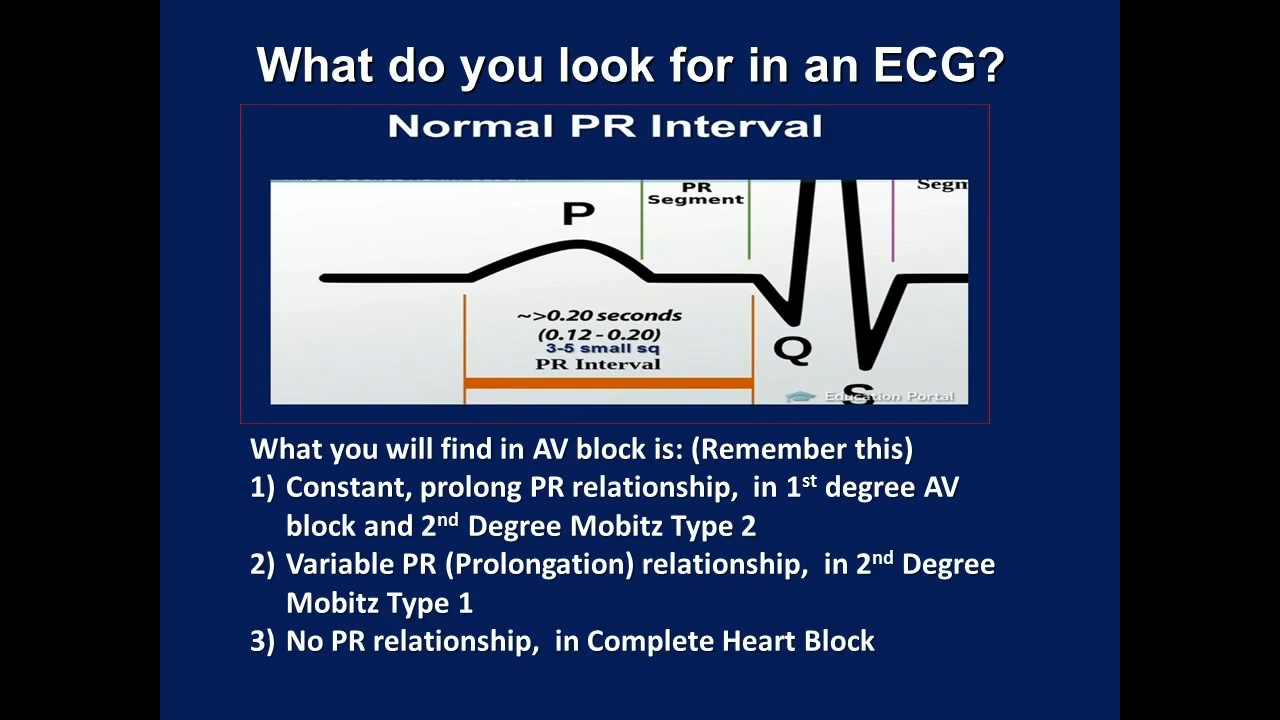 What do you look for in an ECG?
Normal PR Interval
PR
Segment
Segm
P
~>0.20 seconds
(0.12 - 0.20)
3-5 small sq
PR Interval
Q
S
Education Portal
What you will find in AV block is: (Remember this)
1) Constant, prolong PR relationship, in 1st degree AV
block and 2nd Degree Mobitz Type 2
2) Variable PR (Prolongation) relationship, in 2nd Degree
Mobitz Type 1
3) No PR relationship, in Complete Heart Block